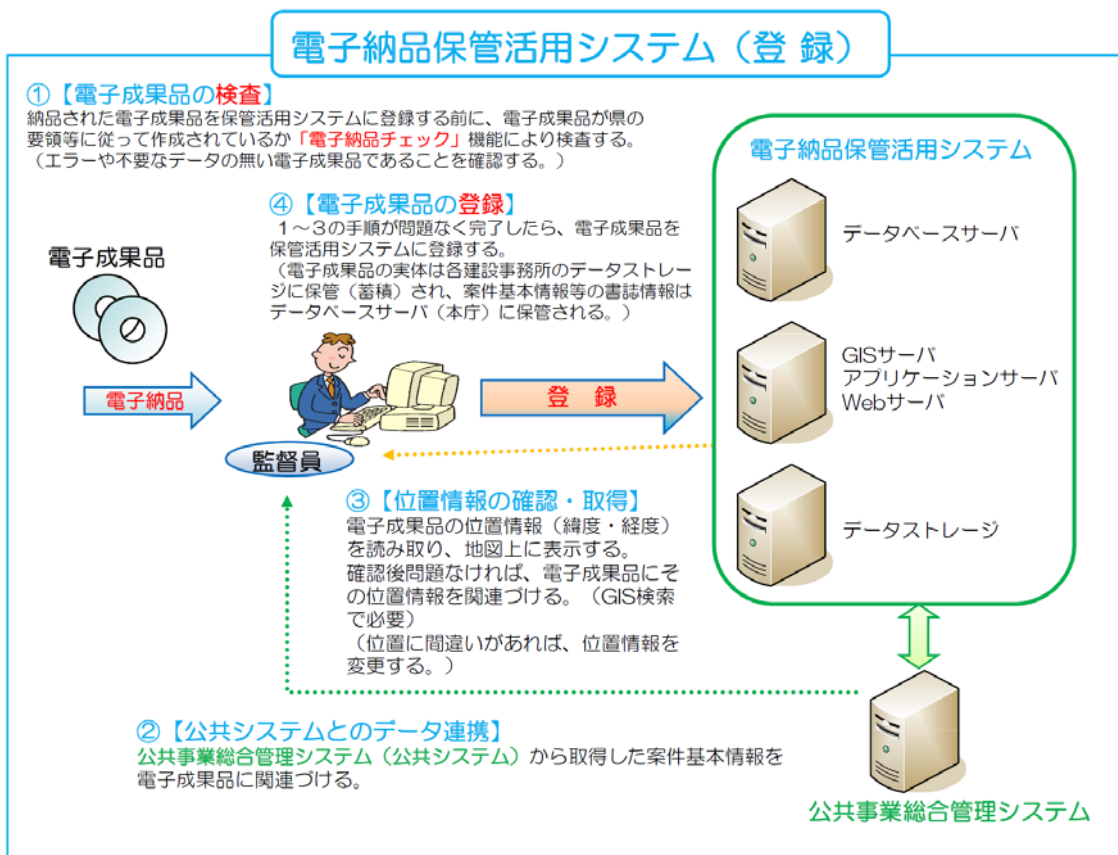 電子納品保管活用システム（登 録）
①【電子成果品の検査】
納品された電子成果品を保管活用システムに登録する前に、電子成果品が県の
要領等に従って作成されているか「電子納品チェック」機能により検査する。
（エラーや不要なデータの無い電子成果品であることを確認する。）
④【電子成果品の登録】
１～３の手順が問題なく完了したら、電子成果品を
保管活用システムに登録する。
（電子成果品の実体は各建設事務所のデータストレー
ジに保管（蓄積）され、案件基本情報等の書誌情報は
データベースサーバ（本庁）に保管される。）
電子成果品
電子納品
監督員
登 録
電子納品保管活用システム
データベースサーバ
GISサーバ
アプリケーションサーバ
Webサーバ
データストレージ
③【位置情報の確認・取得】
電子成果品の位置情報（緯度・経度）
を読み取り、地図上に表示する。
確認後問題なければ、電子成果品にそ
の位置情報を関連づける。（GIS検索
で必要）
（位置に間違いがあれば、位置情報を
変更する。）
②【公共システムとのデータ連携】
公共事業総合管理システム（公共システム）から取得した案件基本情報を
電子成果品に関連づける。
公共事業総合管理システム